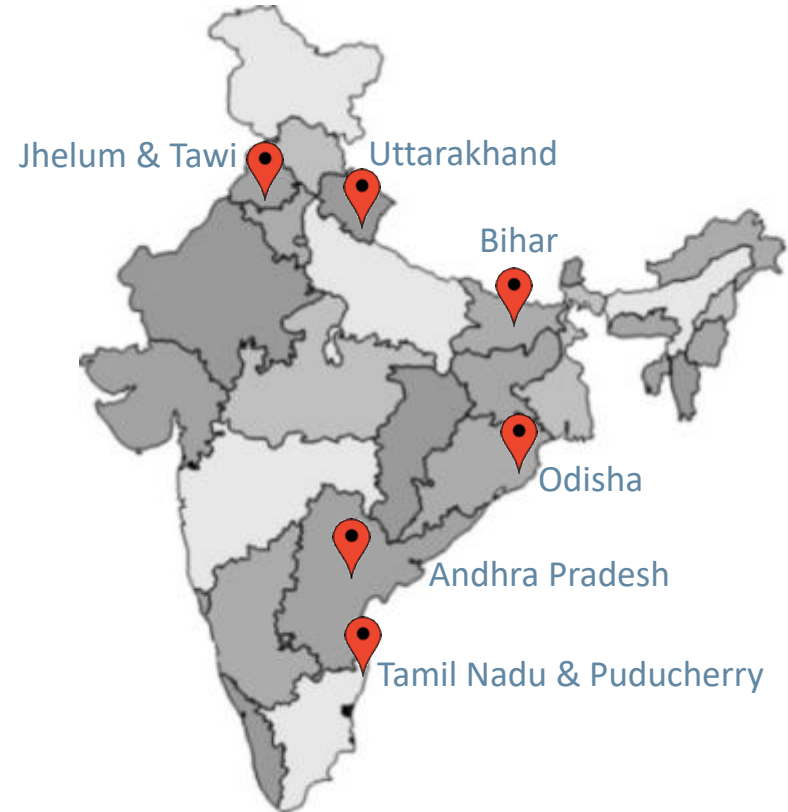 Jhelum & Tawi
Uttarakhand
Bihar
Odisha
Andhra Pradesh
Tamil Nadu & Puducherry